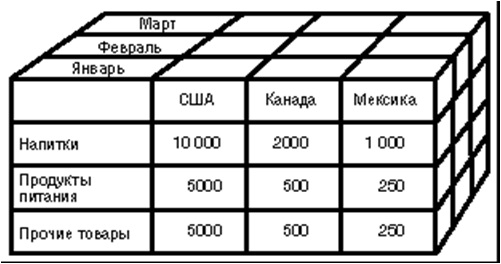 Март
Февраль
Январь
США Канада Мексика
Напитки 10 000 2000 1 000
Продукты
питания 5000 500 250
Прочие товары 5000 500 250